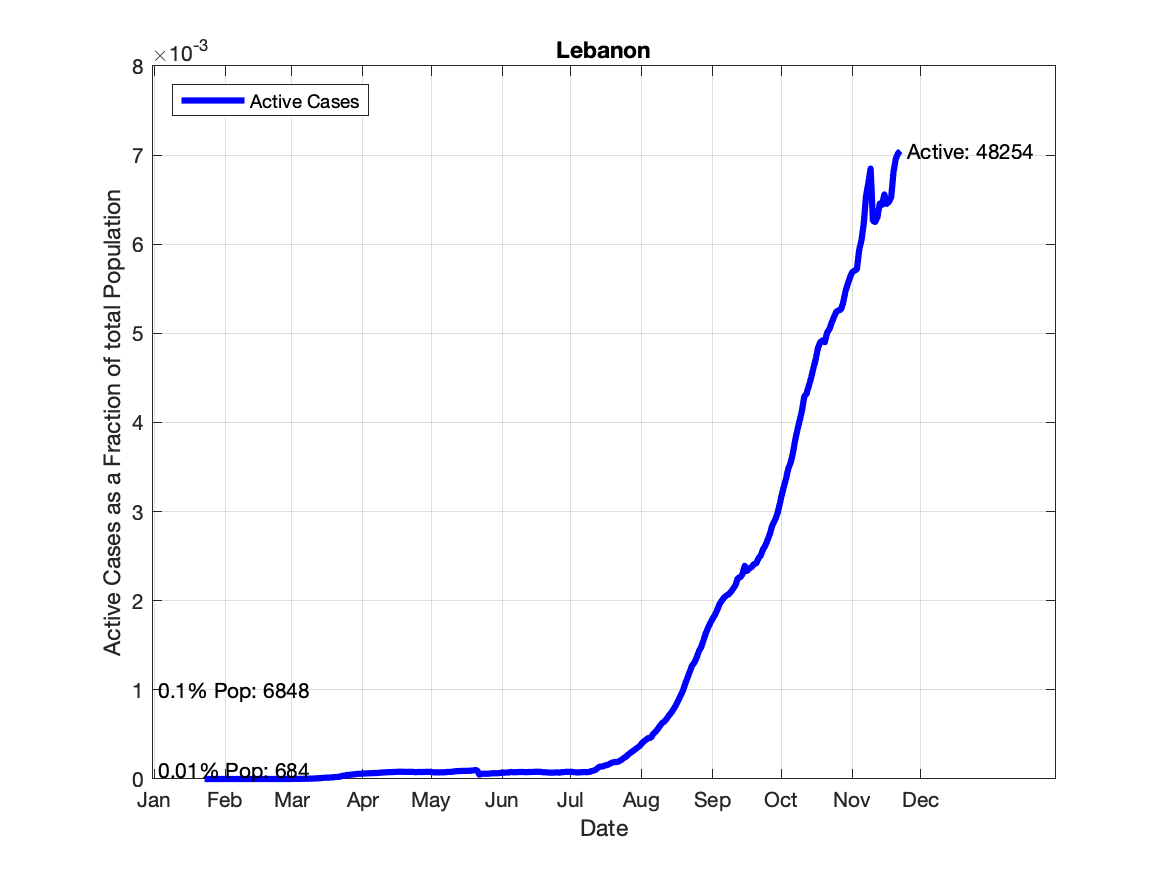 Lebanon
×10-3
Active Cases
8
7
6
5
4
3
2
1
0
Active: 48254
0.1% Pop: 6848
0.01% Pop: 684
Active Cases as a Fraction of total Population
Jan Feb Mar Apr May Jun Jul Aug Sep Oct Nov Dec
Date